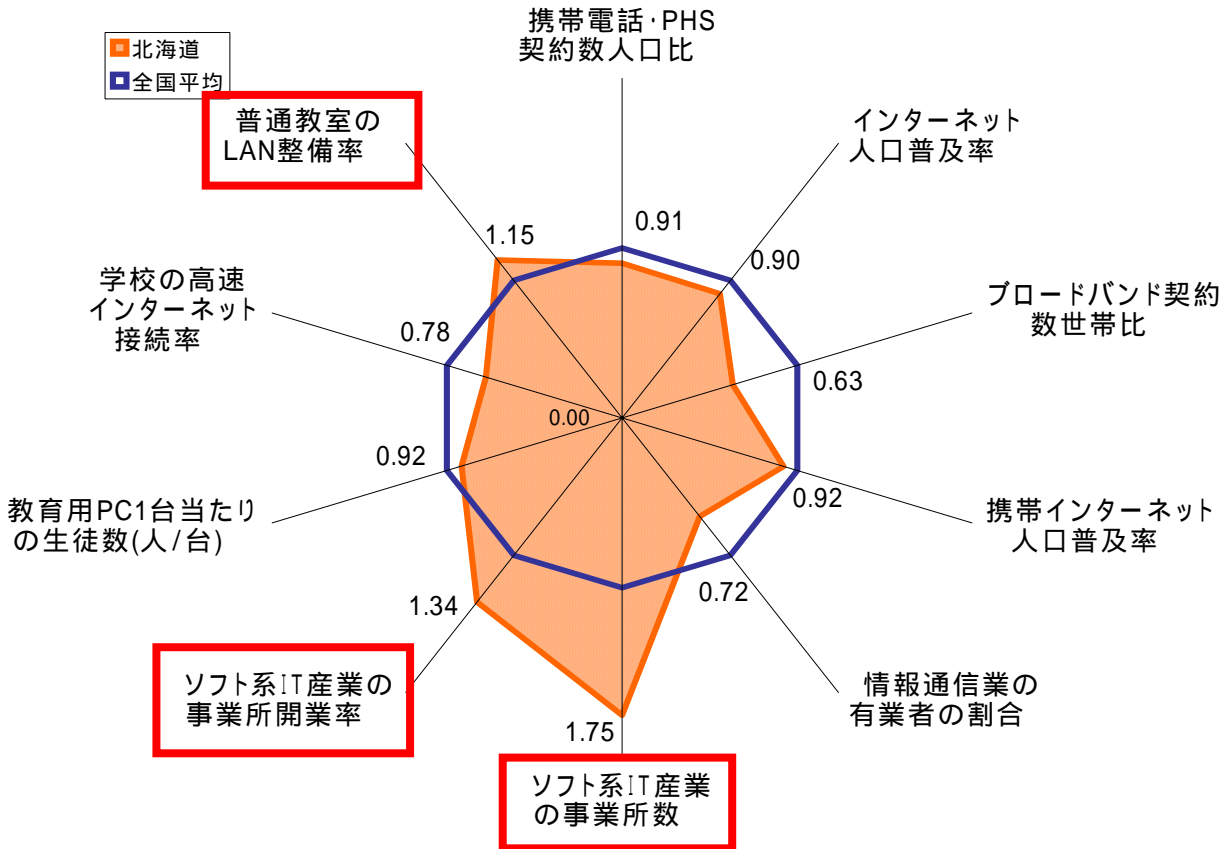 北海道
全国平均
携帯電話・PHS
契約数人口比
インターネット
人口普及率
ブロードバンド契約
数世帯比
携帯インターネット
人口普及率
情報通信業の
有業者の割合
ソフト系IT産業
の事業所数
ソフト系IT産業の
事業所開業率
教育用PC1台当たり
の生徒数(人/台)
学校の高速
インターネット
接続率
普通教室の
LAN整備率
0.91
0.90
0.63
0.92
0.72
1.75
1.34
0.92
0.78
1.15
0.00